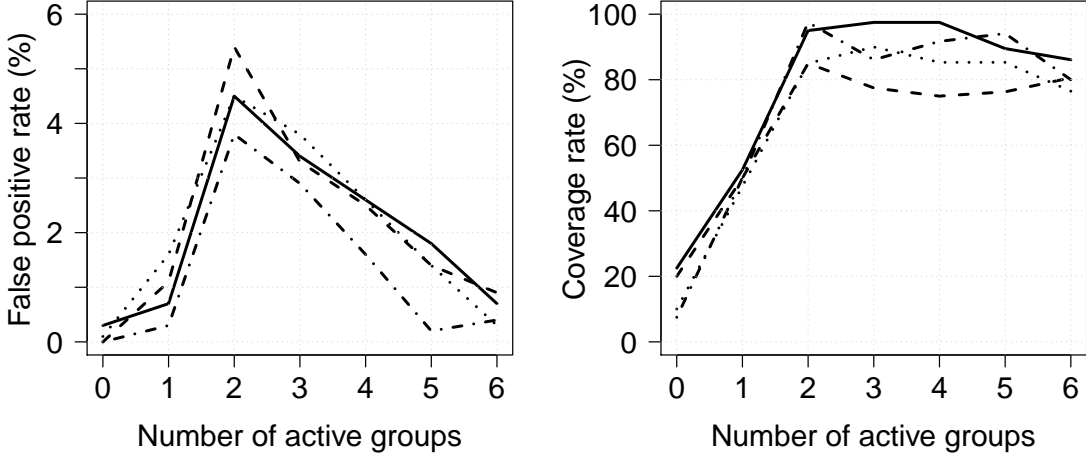 False positive rate (%)
6
4
2
0
0 1 2 3 4 5 6
Number of active groups
Coverage rate (%)
100
80
60
40
20
0
0 1 2 3 4 5 6
Number of active groups